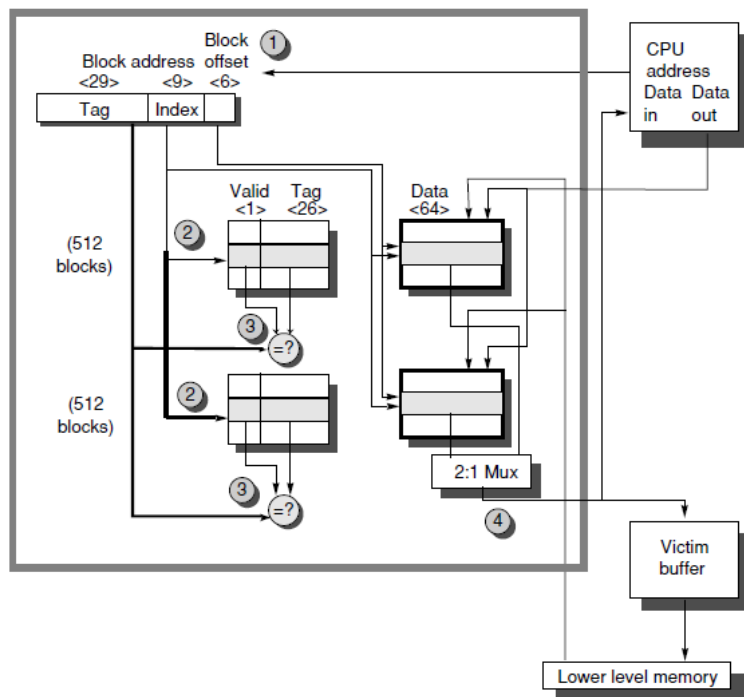 Block
Block address offset
<29> <9> <6>
Tag Index
1
CPU
address
Data Data
in out
Valid Tag
<1> <26>
Data
<64>
2
(512
blocks)
3
=?
2
(512
blocks)
3
=?
2:1 Mux
4
Victim
buffer
Lower level memory